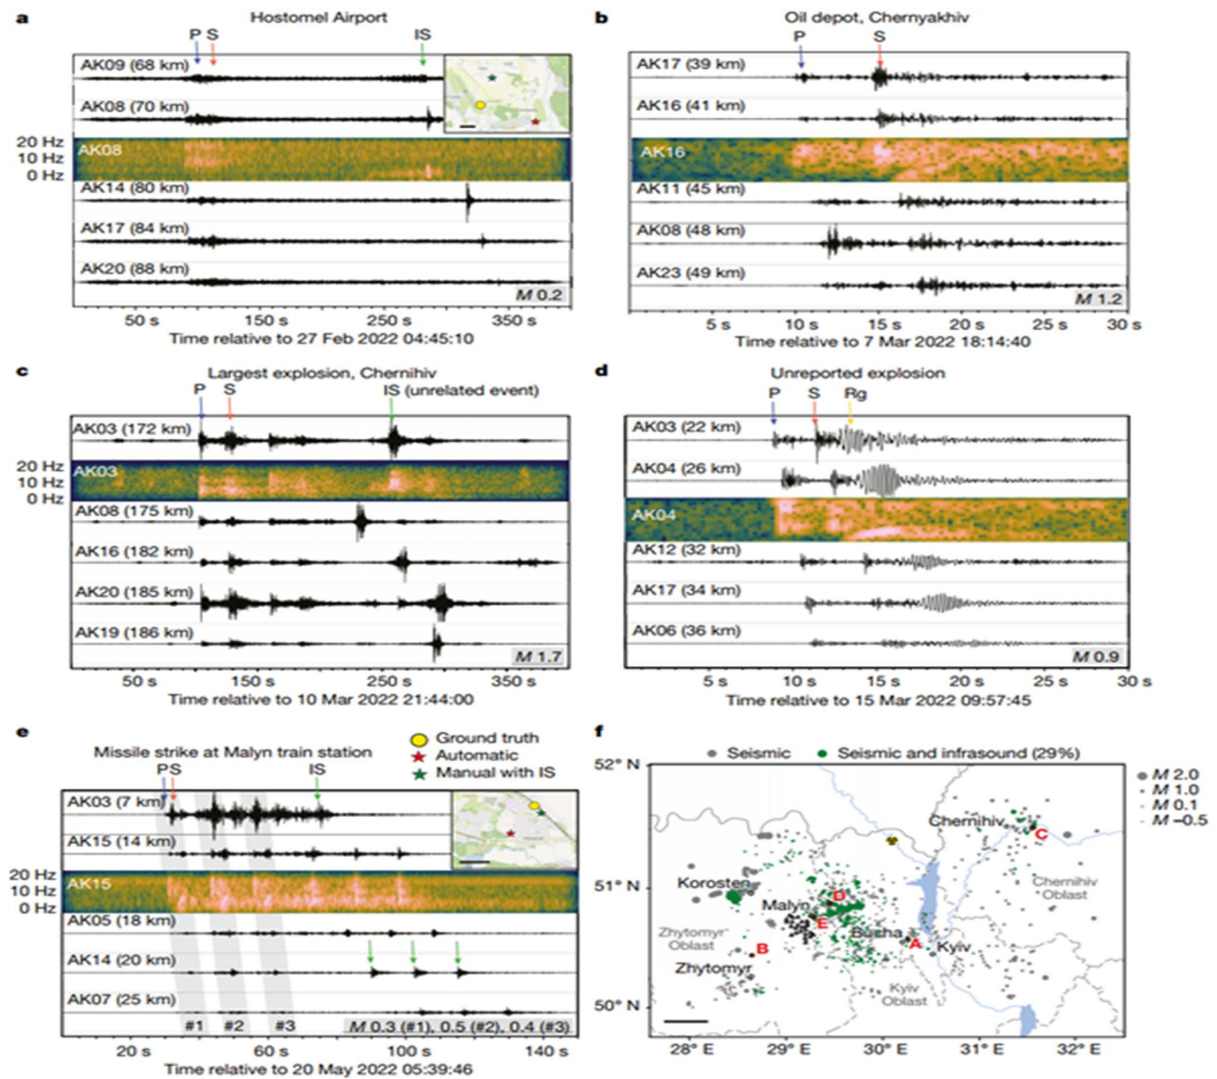 a
Hostomel Airport
P S IS
AK09 (68 km)
AK08 (70 km)
20 Hz
10 Hz
0 Hz
AK08
AK14 (80 km)
AK17 (84 km)
AK20 (88 km)
M 0.2
50 s 150 s 250 s 350 s
Time relative to 27 Feb 2022 04:45:10
b
Oil depot, Chernyakhiv
P S
AK17 (39 km)
AK16 (41 km)
AK16
AK11 (45 km)
AK08 (48 km)
AK23 (49 km)
M 1.2
5 s 10 s 15 s 20 s 25 s 30 s
Time relative to 7 Mar 2022 18:14:40
c
Largest explosion, Chernihiv
P S IS (unrelated event)
AK03 (172 km)
20 Hz
10 Hz
0 Hz
AK03
AK08 (175 km)
AK16 (182 km)
AK20 (185 km)
AK19 (186 km)
M 1.7
50 s 150 s 250 s 350 s
Time relative to 10 Mar 2022 21:44:00
d
Unreported explosion
P S Rg
AK03 (22 km)
AK04 (26 km)
AK04
AK12 (32 km)
AK17 (34 km)
AK06 (36 km)
M 0.9
5 s 10 s 15 s 20 s 25 s 30 s
Time relative to 15 Mar 2022 09:57:45
e
Missile strike at Malyn train station
Ground truth
Automatic
Manual with IS
P S IS
AK03 (7 km)
AK15 (14 km)
20 Hz
10 Hz
0 Hz
AK15
AK05 (18 km)
AK14 (20 km)
AK07 (25 km)
#1 #2 #3 M 0.3 (#1), 0.5 (#2), 0.4 (#3)
20 s 60 s 100 s 140 s
Time relative to 20 May 2022 05:39:46
f
Seismic Seismic and infrasound (29%)
52° N
51° N
50° N
M 2.0
M 1.0
M 0.1
M −0.5
Chernihiv
C
Korosten
Chernihiv
Oblast
Malyn
D
E
Zhytomyr
Oblast
B
Bucha
A
Kyiv
Zhytomyr
Kyiv
Oblast
28° E 29° E 30° E 31° E 32° E